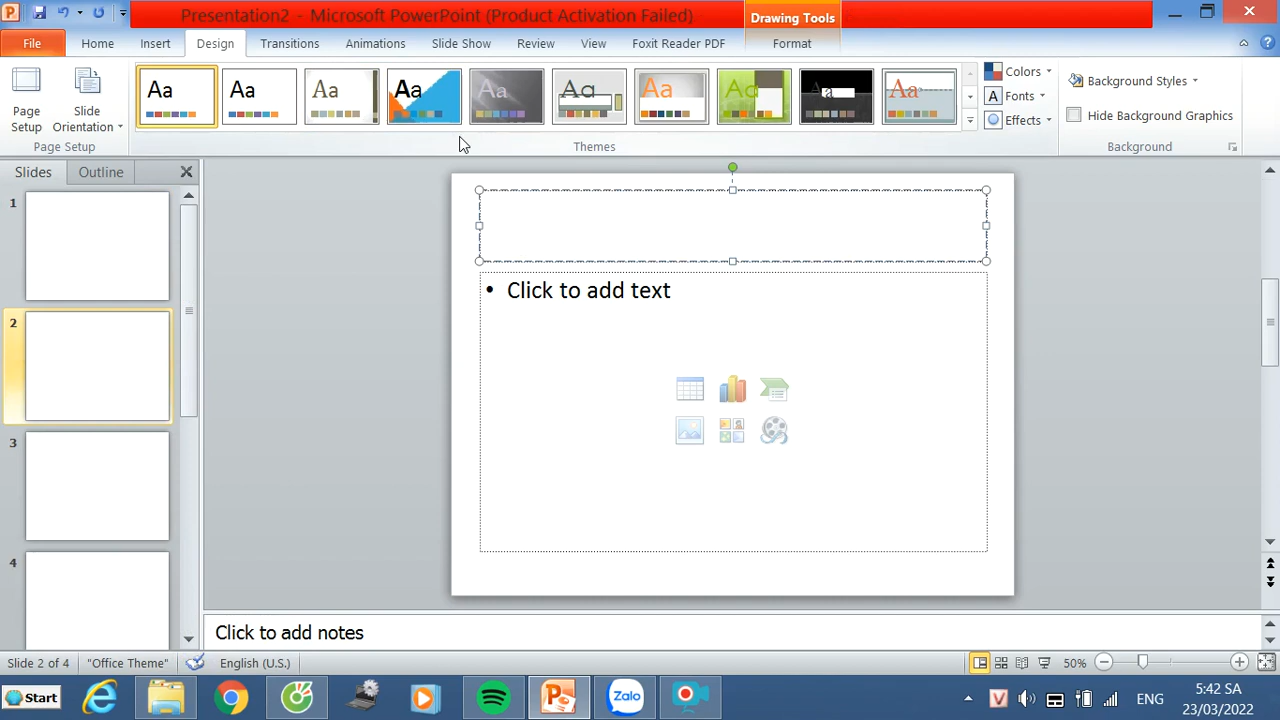 Presentation2 - Microsoft PowerPoint (Product Activation Failed)
Drawing Tools
File
Home
Insert
Design
Transitions
Animations
Slide Show
Review
View
Foxit Reader PDF
Format
Page Setup
Slide Orientation
Page Setup
Aa
Aa
Aa
Aa
Aa
Aa
Aa
Aa
Aa
Aa
Themes
Colors
Fonts
Effects
Background Styles
Hide Background Graphics
Background
Slides
Outline
1
2
3
4
• Click to add text
Click to add notes
Slide 2 of 4
"Office Theme"
English (U.S.)
50%
Start
Zalo
ENG
5:42 SA
23/03/2022